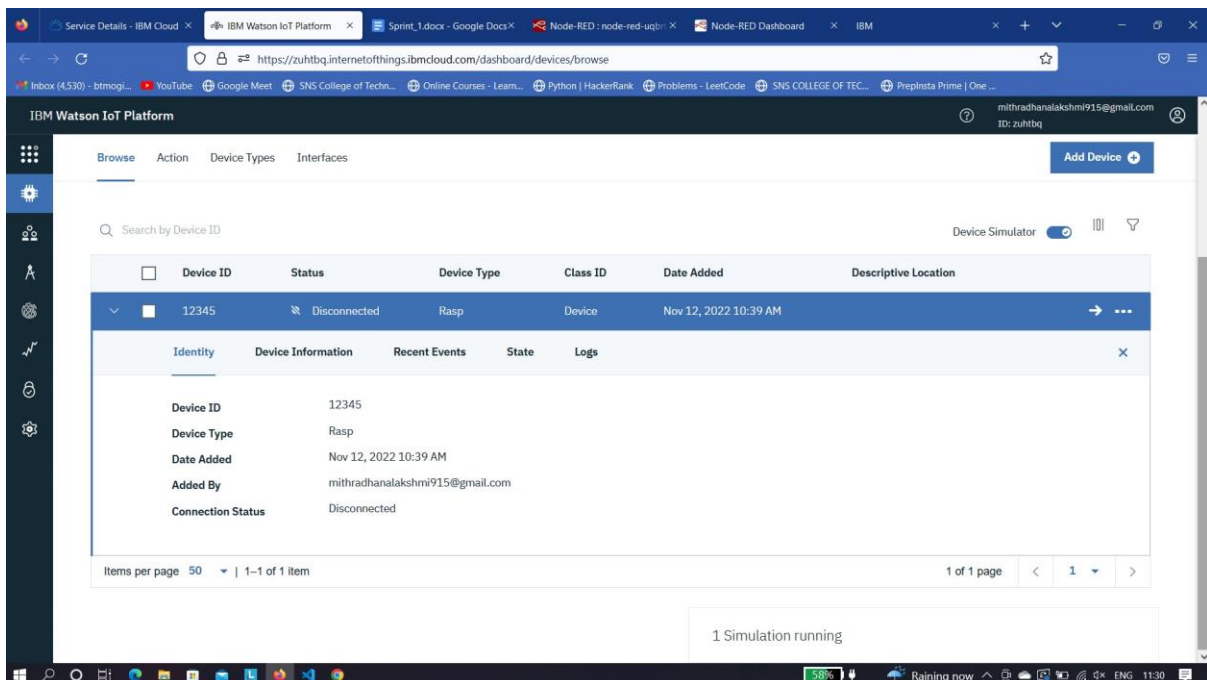 Service Details - IBM Cloud
IBM Watson IoT Platform
Sprint_1.docx - Google Docs
Node-RED : node-red-uqbri
Node-RED Dashboard
IBM
https://zuhtbq.internetofthings.ibmcloud.com/dashboard/devices/browse
Inbox (4,530) - btmogi... YouTube Google Meet SNS College of Techn... Online Courses - Learn... Python | HackerRank Problems - LeetCode SNS COLLEGE OF TEC... PrepInsta Prime | One ...
IBM Watson IoT Platform
mithradhanalakshmi915@gmail.com
ID: zuhtbq
Browse Action Device Types Interfaces
Add Device
Search by Device ID
Device Simulator
Device ID Status Device Type Class ID Date Added Descriptive Location
12345 Disconnected Rasp Device Nov 12, 2022 10:39 AM
Identity Device Information Recent Events State Logs
Device ID 12345
Device Type Rasp
Date Added Nov 12, 2022 10:39 AM
Added By mithradhanalakshmi915@gmail.com
Connection Status Disconnected
Items per page 50 | 1–1 of 1 item
1 of 1 page < 1 >
1 Simulation running
58% Raining now ENG 11:30